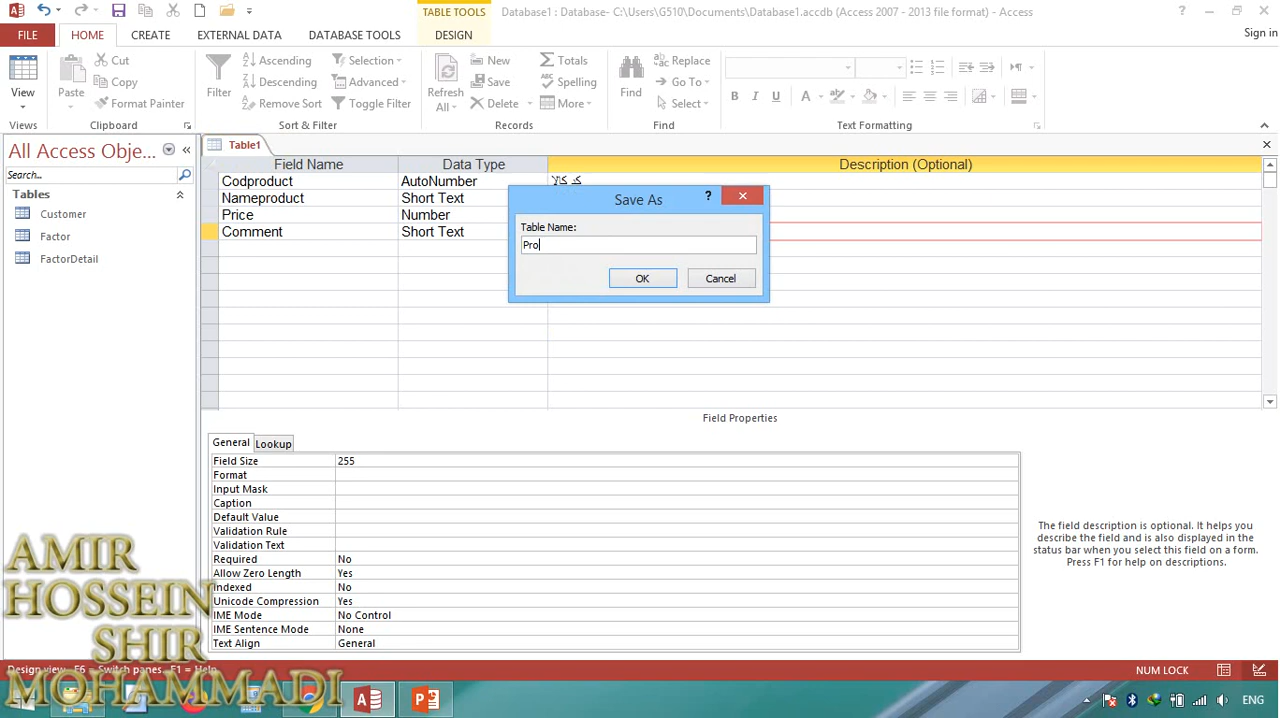 TABLE TOOLS
Database1 : Database- C:\Users\G510\Documents\Database1.accdb (Access 2007 - 2013 file format) - Access
?
FILE
HOME
CREATE
EXTERNAL DATA
DATABASE TOOLS
DESIGN
Sign in
View
Views
Paste
Cut
Copy
Format Painter
Clipboard
Filter
Ascending
Descending
Remove Sort
Selection
Advanced
Toggle Filter
Sort & Filter
Refresh
All
New
Save
Delete
Totals
Spelling
More
Records
Find
Replace
Go To
Select
Find
B I U A
Text Formatting
All Access Obje...
Search...
Tables
Customer
Factor
FactorDetail
Table1
Field Name Data Type Description (Optional)
Codproduct AutoNumber
Nameproduct Short Text
Price Number
Comment Short Text
Save As
?
Table Name:
Pro
OK Cancel
Field Properties
General Lookup
Field Size 255
Format
Input Mask
Caption
Default Value
Validation Rule
Validation Text
Required No
Allow Zero Length Yes
Indexed No
Unicode Compression Yes
IME Mode No Control
IME Sentence Mode None
Text Align General
The field description is optional. It helps you
describe the field and is also displayed in the
status bar when you select this field on a form.
Press F1 for help on descriptions.
AMIR
HOSSEIN
SHIR
MOHAMMADI
Design view. F6 = Switch panes. F1 = Help.
NUM LOCK
ENG